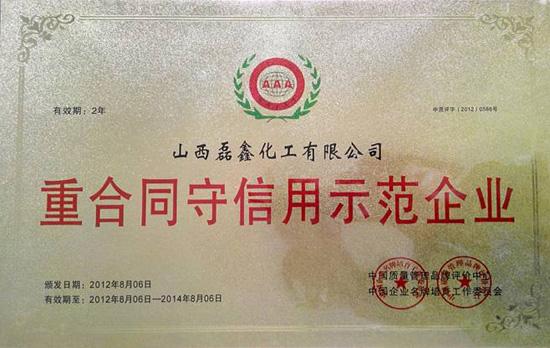 AAA
有效期：2年
中质评字（2012）0586号
山西磊鑫化工有限公司
重合同守信用示范企业
颁发日期：2012年8月06日
有效期至：2012年8月06日—2014年8月06日
中国质量管理品牌评价中心
中国企业名牌培育工作委员会